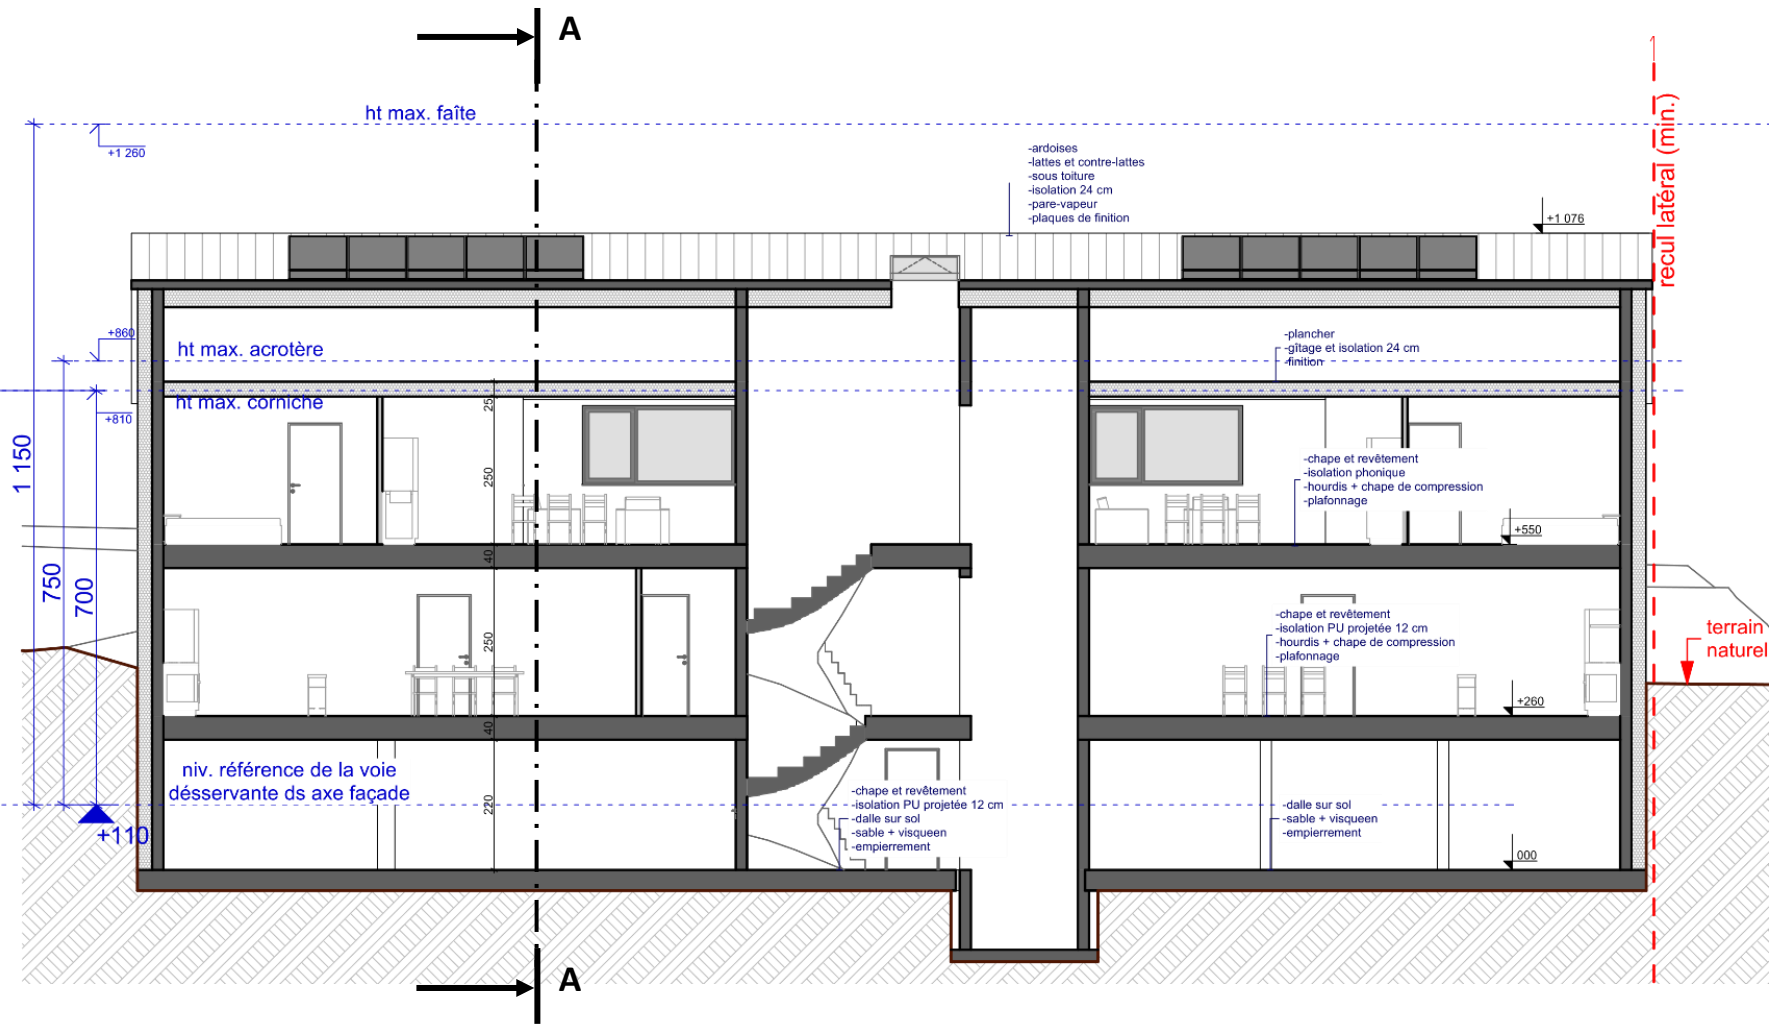 A
ht max. faîte
+1 260
-ardoises
-lattes et contre-lattes
-sous toiture
-isolation 24 cm
-pare-vapeur
-plaques de finition
+1 076
recul latéral (min.)
+860
ht max. acrotère
-plancher
-gîtage et isolation 24 cm
-finition
ht max. corniche
+810
25
1 150
750
700
250
-chape et revêtement
-isolation phonique
-hourdis + chape de compression
-plafonnage
+550
40
250
-chape et revêtement
-isolation PU projetée 12 cm
-hourdis + chape de compression
-plafonnage
terrain
naturel
+260
40
niv. référence de la voie
désservante ds axe façade
+110
220
-chape et revêtement
-isolation PU projetée 12 cm
-dalle sur sol
-sable + visqueen
-empierrement
-dalle sur sol
-sable + visqueen
-empierrement
000
A